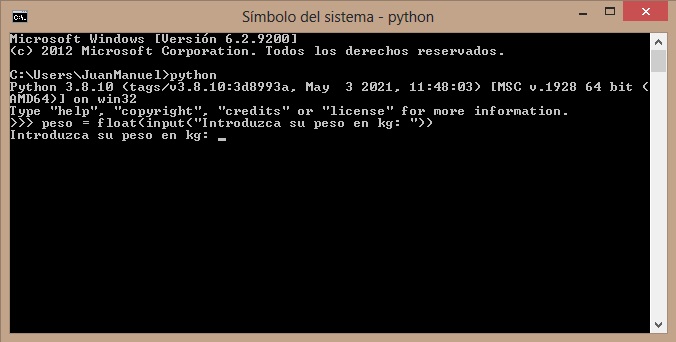 Símbolo del sistema - python
Microsoft Windows [Versión 6.2.9200]
(c) 2012 Microsoft Corporation. Todos los derechos reservados.
C:\Users\JuanManuel>python
Python 3.8.10 (tags/v3.8.10:3d8993a, May  3 2021, 11:48:03) [MSC v.1928 64 bit (
AMD64)] on win32
Type "help", "copyright", "credits" or "license" for more information.
>>> peso = float(input("Introduzca su peso en kg: "))
Introduzca su peso en kg: _